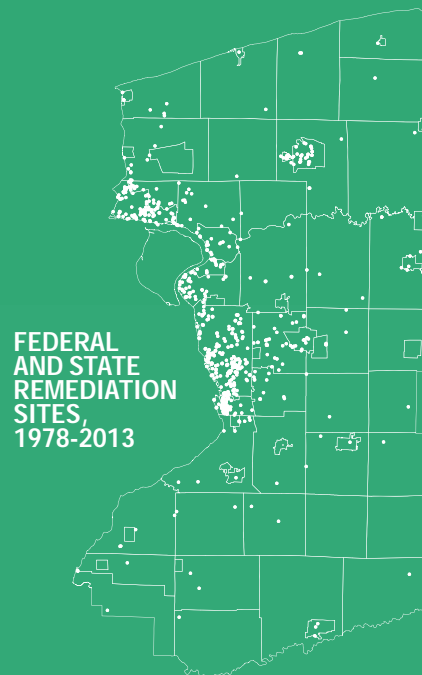 FEDERAL
AND STATE
REMEDIATION
SITES,
1978-2013